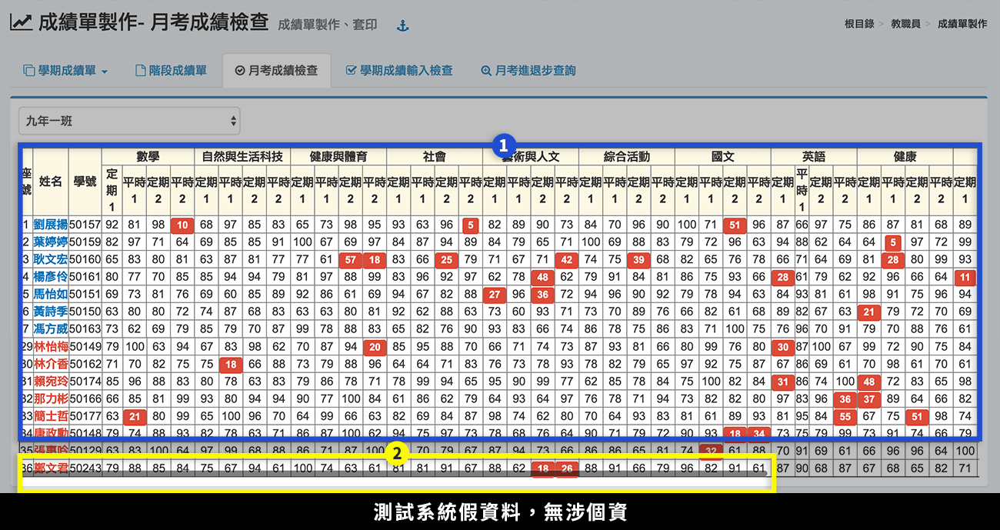 成績單製作- 月考成績檢查 成績單製作、套印
根目錄 > 教職員 > 成績單製作
學期成績單 階段成績單 月考成績檢查 學期成績輸入檢查 月考進退步查詢
九年一班
1
數學 自然與生活科技 健康與體育 社會 藝術與人文 綜合活動 國文 英語 健康
座號 姓名 學號 定期1 平時1 定期2 平時2 定期1 平時1 定期2 平時2 定期1 平時1 定期2 平時2 定期1 平時1 定期2 平時2 定期1 平時1 定期2 平時2 定期1 平時1 定期2 平時2 定期1 平時1 定期2 平時2 定期1 平時1 定期2 平時2 定期1 平時1 定期2 平時2 定期1
1 劉展揚 50157 92 81 98 10 68 97 85 83 65 73 98 95 93 63 96 5 82 89 90 73 84 70 96 90 100 71 51 96 87 66 97 75 86 87 81 68 89
2 葉婷婷 50159 82 97 71 64 69 85 85 91 100 67 69 97 84 87 94 89 84 79 65 71 100 69 88 83 79 72 96 63 94 88 62 64 64 5 97 72 99
3 耿文宏 50160 65 83 80 81 63 87 81 77 77 61 57 18 83 66 25 79 71 67 71 42 74 75 39 68 82 65 76 78 66 71 64 69 81 28 80 99 93
4 楊彥伶 50161 80 77 70 85 85 94 94 79 81 97 88 99 83 96 92 97 62 78 48 62 79 91 84 81 86 75 93 66 28 61 79 62 92 96 66 64 11
5 馬怡如 50151 69 73 81 76 69 60 85 89 92 86 61 69 94 67 82 88 27 96 36 72 94 96 90 92 79 78 94 63 84 93 81 61 98 91 75 96 94
6 黃詩季 50150 63 80 80 72 74 87 68 83 63 63 80 81 92 62 88 63 73 60 93 71 73 70 89 76 66 82 61 68 89 82 67 63 21 79 72 70 69
7 馮方威 50163 73 62 69 79 85 79 70 87 99 78 88 83 65 82 76 90 93 83 66 74 86 78 75 86 83 71 100 75 76 96 70 91 79 70 88 76 61
29 林怡梅 50149 79 100 63 94 67 83 98 62 70 87 94 20 85 95 88 70 66 71 74 73 87 93 81 66 80 99 76 80 30 87 100 67 99 72 90 75 84
30 林介香 50162 71 70 82 75 75 18 66 88 73 79 88 96 64 64 71 83 76 73 78 93 78 82 79 65 97 92 75 87 67 86 69 61 70 98 61 70 61
31 賴宛玲 50174 85 96 88 83 80 78 63 83 79 86 78 71 78 99 94 65 95 90 99 77 62 85 78 84 75 100 82 84 31 86 74 100 48 72 83 65 98
32 那力彬 50166 66 85 81 99 93 80 94 94 90 77 100 84 61 86 62 79 64 93 64 97 76 78 71 94 73 82 82 80 97 83 96 36 37 89 64 66 82
33 簡士哲 50177 63 21 80 99 65 100 96 70 64 99 66 63 82 69 84 87 98 74 62 80 70 64 93 83 81 61 89 93 81 95 84 55 67 75 51 98 74
34 康政勳 50148 79 74 88 93 82 78 63 71 86 87 100 62 94 75 97 73 78 68 76 64 90 71 72 71 72 93 18 34 73 75 79 99 73 91 74 66 79
35 張惠晗 50129 63 83 100 64 97 99 68 88 86 71 87 100 70 79 67 87 94 73 66 86 86 65 81 74 32 61 88 70 91 69 61 66 96 96 64 100
2
36 鄭文君 50243 79 88 85 84 75 67 94 61 100 74 63 61 81 81 91 67 88 62 18 26 88 91 66 79 96 82 91 61 87 90 68 87 67 68 65 82 71
測試系統假資料，無涉個資